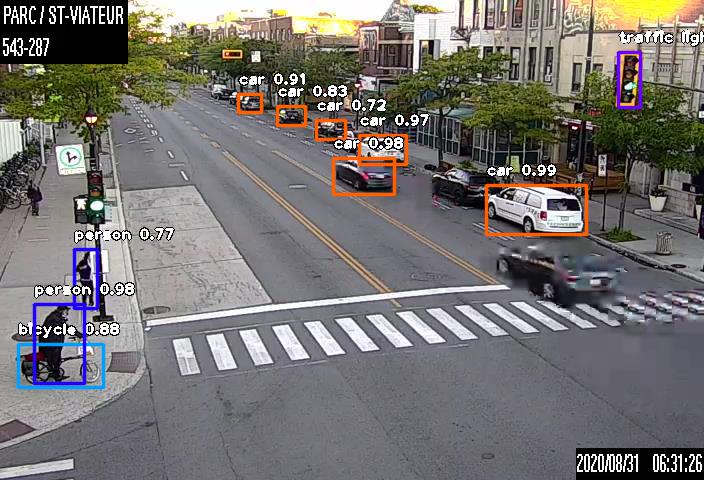 PARC / ST-VIATEUR
543-287
traffic ligh
car 0.91
car 0.83
car 0.72
car 0.97
car 0.98
car 0.99
person 0.77
person 0.98
bicycle 0.88
2020/08/31 06:31:26